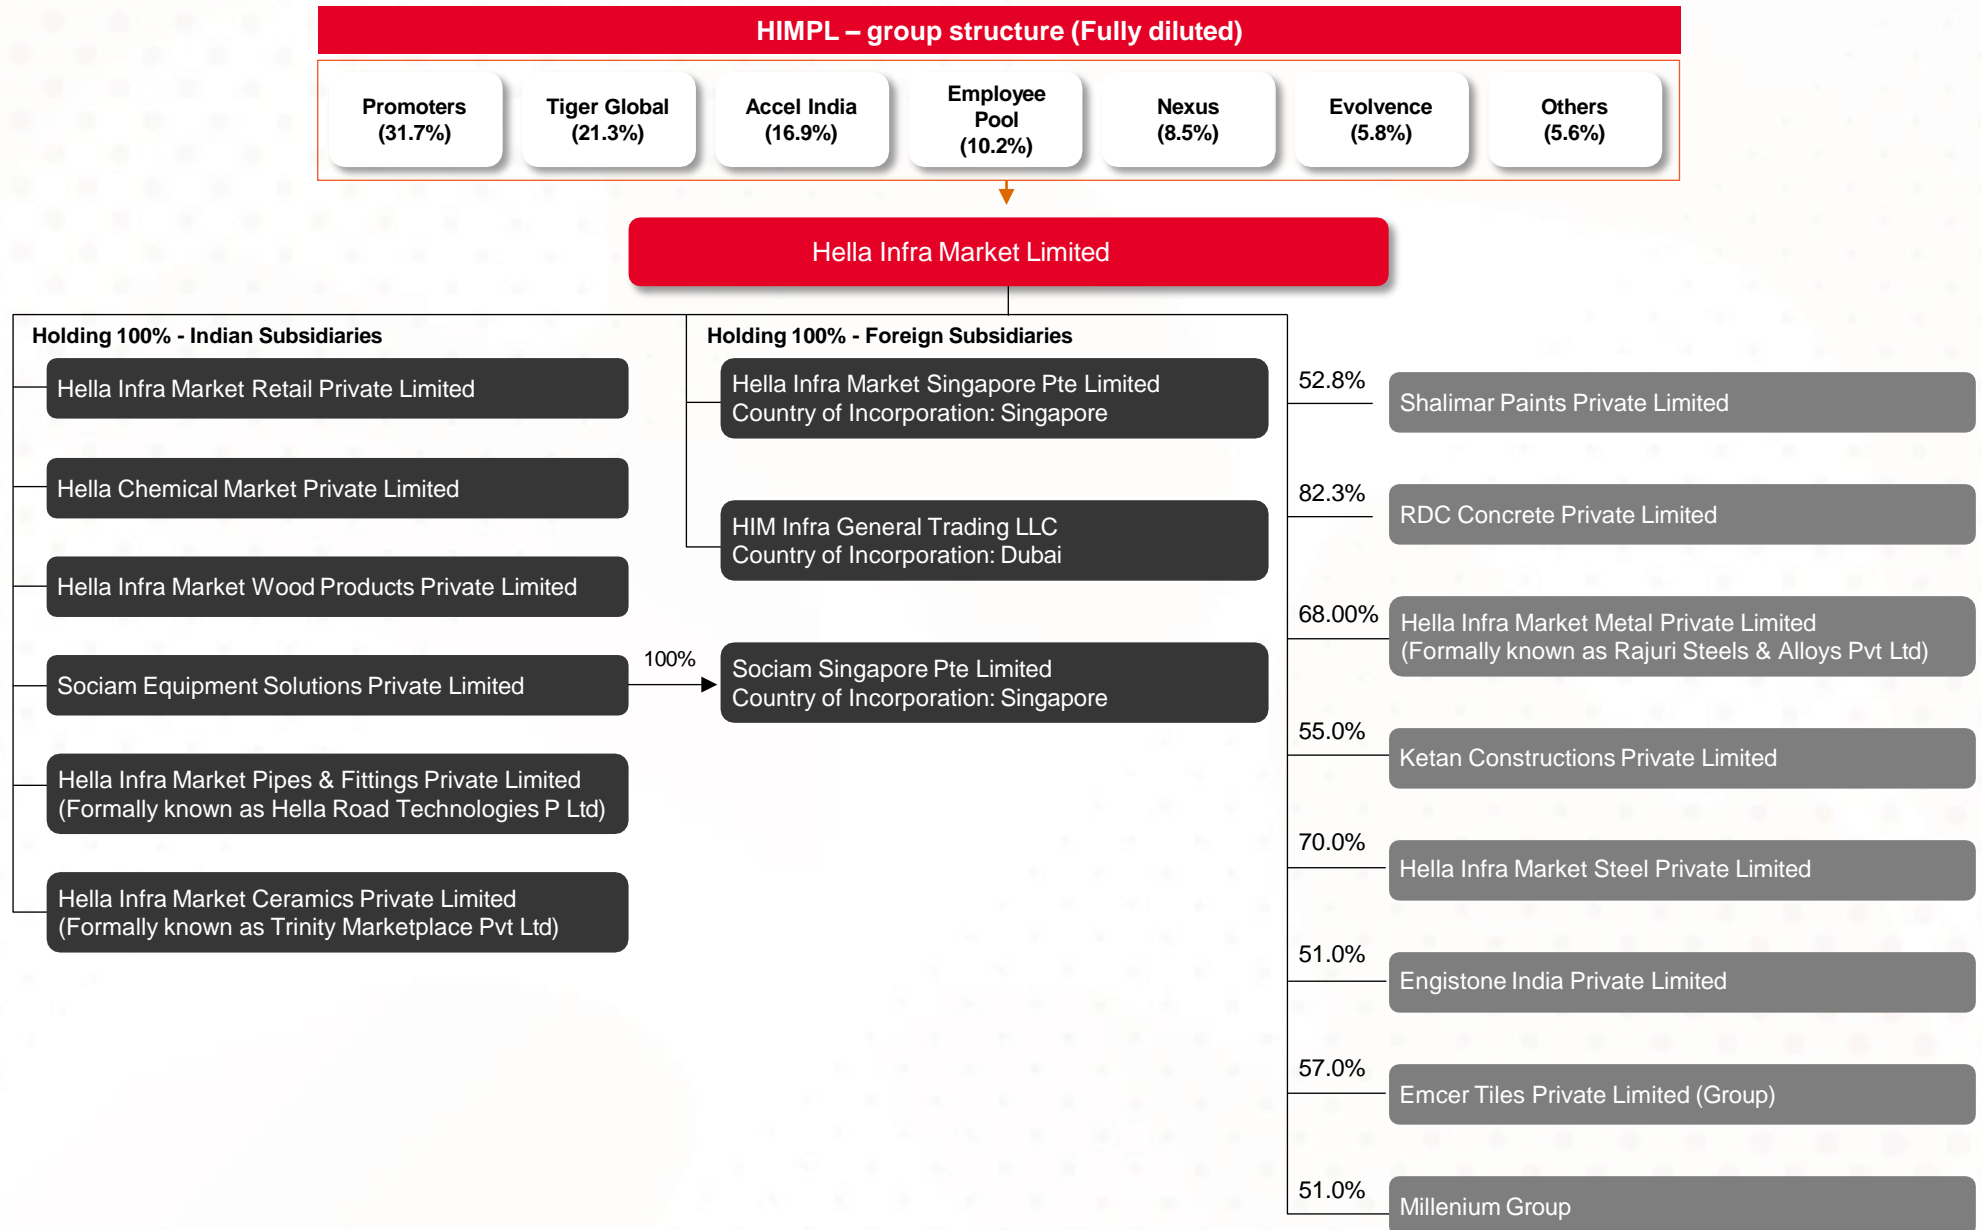 HIMPL – group structure (Fully diluted)
Promoters
(31.7%)
Tiger Global
(21.3%)
Accel India
(16.9%)
Employee
Pool
(10.2%)
Nexus
(8.5%)
Evolvence
(5.8%)
Others
(5.6%)
Hella Infra Market Limited
Holding 100% - Indian Subsidiaries
Hella Infra Market Retail Private Limited
Hella Chemical Market Private Limited
Hella Infra Market Wood Products Private Limited
Sociam Equipment Solutions Private Limited
100%
Hella Infra Market Pipes & Fittings Private Limited
(Formally known as Hella Road Technologies P Ltd)
Hella Infra Market Ceramics Private Limited
(Formally known as Trinity Marketplace Pvt Ltd)
Holding 100% - Foreign Subsidiaries
Hella Infra Market Singapore Pte Limited
Country of Incorporation: Singapore
HIM Infra General Trading LLC
Country of Incorporation: Dubai
Sociam Singapore Pte Limited
Country of Incorporation: Singapore
52.8%
Shalimar Paints Private Limited
82.3%
RDC Concrete Private Limited
68.00%
Hella Infra Market Metal Private Limited
(Formally known as Rajuri Steels & Alloys Pvt Ltd)
55.0%
Ketan Constructions Private Limited
70.0%
Hella Infra Market Steel Private Limited
51.0%
Engistone India Private Limited
57.0%
Emcer Tiles Private Limited (Group)
51.0%
Millenium Group